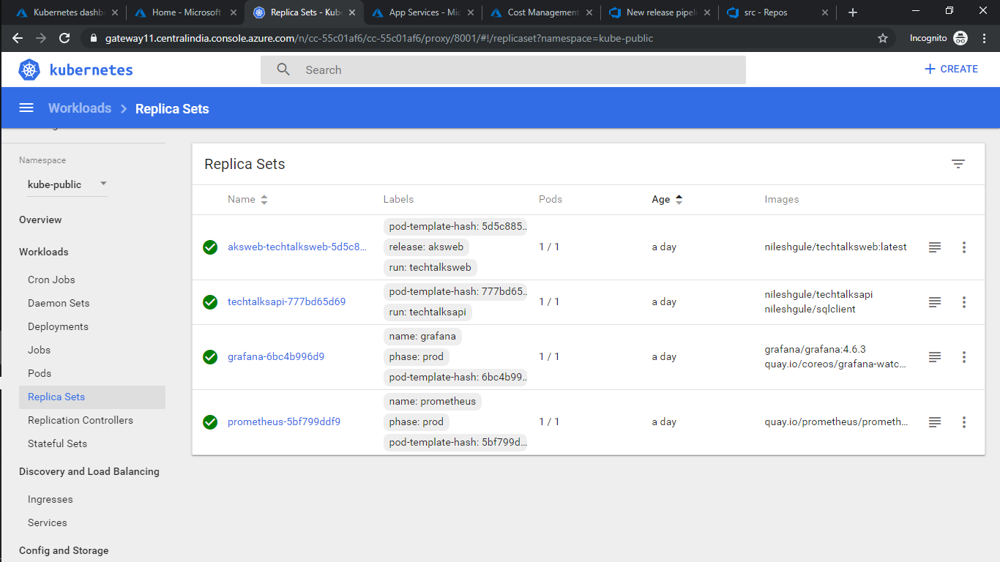 Kubernetes dashb
Home - Microsoft
Replica Sets - Kube
App Services - Mic
Cost Management
New release pipeli
src - Repos
gateway11.centralindia.console.azure.com/n/cc-55c01af6/cc-55c01af6/proxy/8001/#!/replicaset?namespace=kube-public
Incognito
kubernetes
Search
+ CREATE
Workloads > Replica Sets
Namespace
kube-public
Overview
Workloads
Cron Jobs
Daemon Sets
Deployments
Jobs
Pods
Replica Sets
Replication Controllers
Stateful Sets
Discovery and Load Balancing
Ingresses
Services
Config and Storage
Replica Sets
Name Labels Pods Age Images
aksweb-techtalksweb-5d5c8...
pod-template-hash: 5d5c885..
release: aksweb
run: techtalksweb
1 / 1
a day
nileshgule/techtalksweb:latest
techtalksapi-777bd65d69
pod-template-hash: 777bd65..
run: techtalksapi
1 / 1
a day
nileshgule/techtalksapi
nileshgule/sqlclient
grafana-6bc4b996d9
name: grafana
phase: prod
pod-template-hash: 6bc4b99..
1 / 1
a day
grafana/grafana:4.6.3
quay.io/coreos/grafana-watc...
prometheus-5bf799ddf9
name: prometheus
phase: prod
pod-template-hash: 5bf799d...
1 / 1
a day
quay.io/prometheus/prometh...